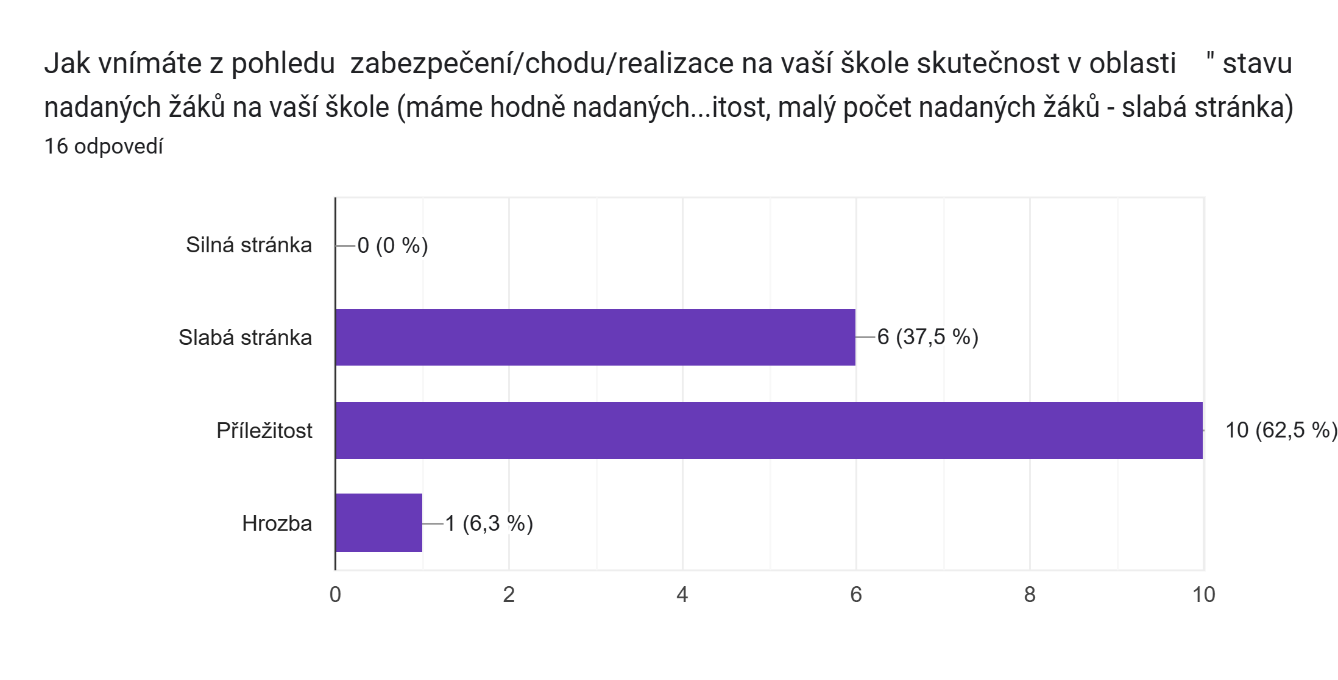 Jak vnímáte z pohledu  zabezpečení/chodu/realizace na vaší škole skutečnost v oblasti    " stavu
nadaných žáků na vaší škole (máme hodně nadaných...itost, malý počet nadaných žáků - slabá stránka)
16 odpovedí
Silná stránka 0 (0 %)
Slabá stránka 6 (37,5 %)
Příležitost 10 (62,5 %)
Hrozba 1 (6,3 %)
0 2 4 6 8 10